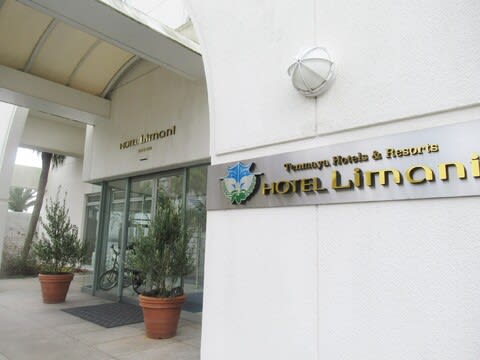 HOTEL Limani
Tenmaya Hotels & Resorts
HOTEL Limani